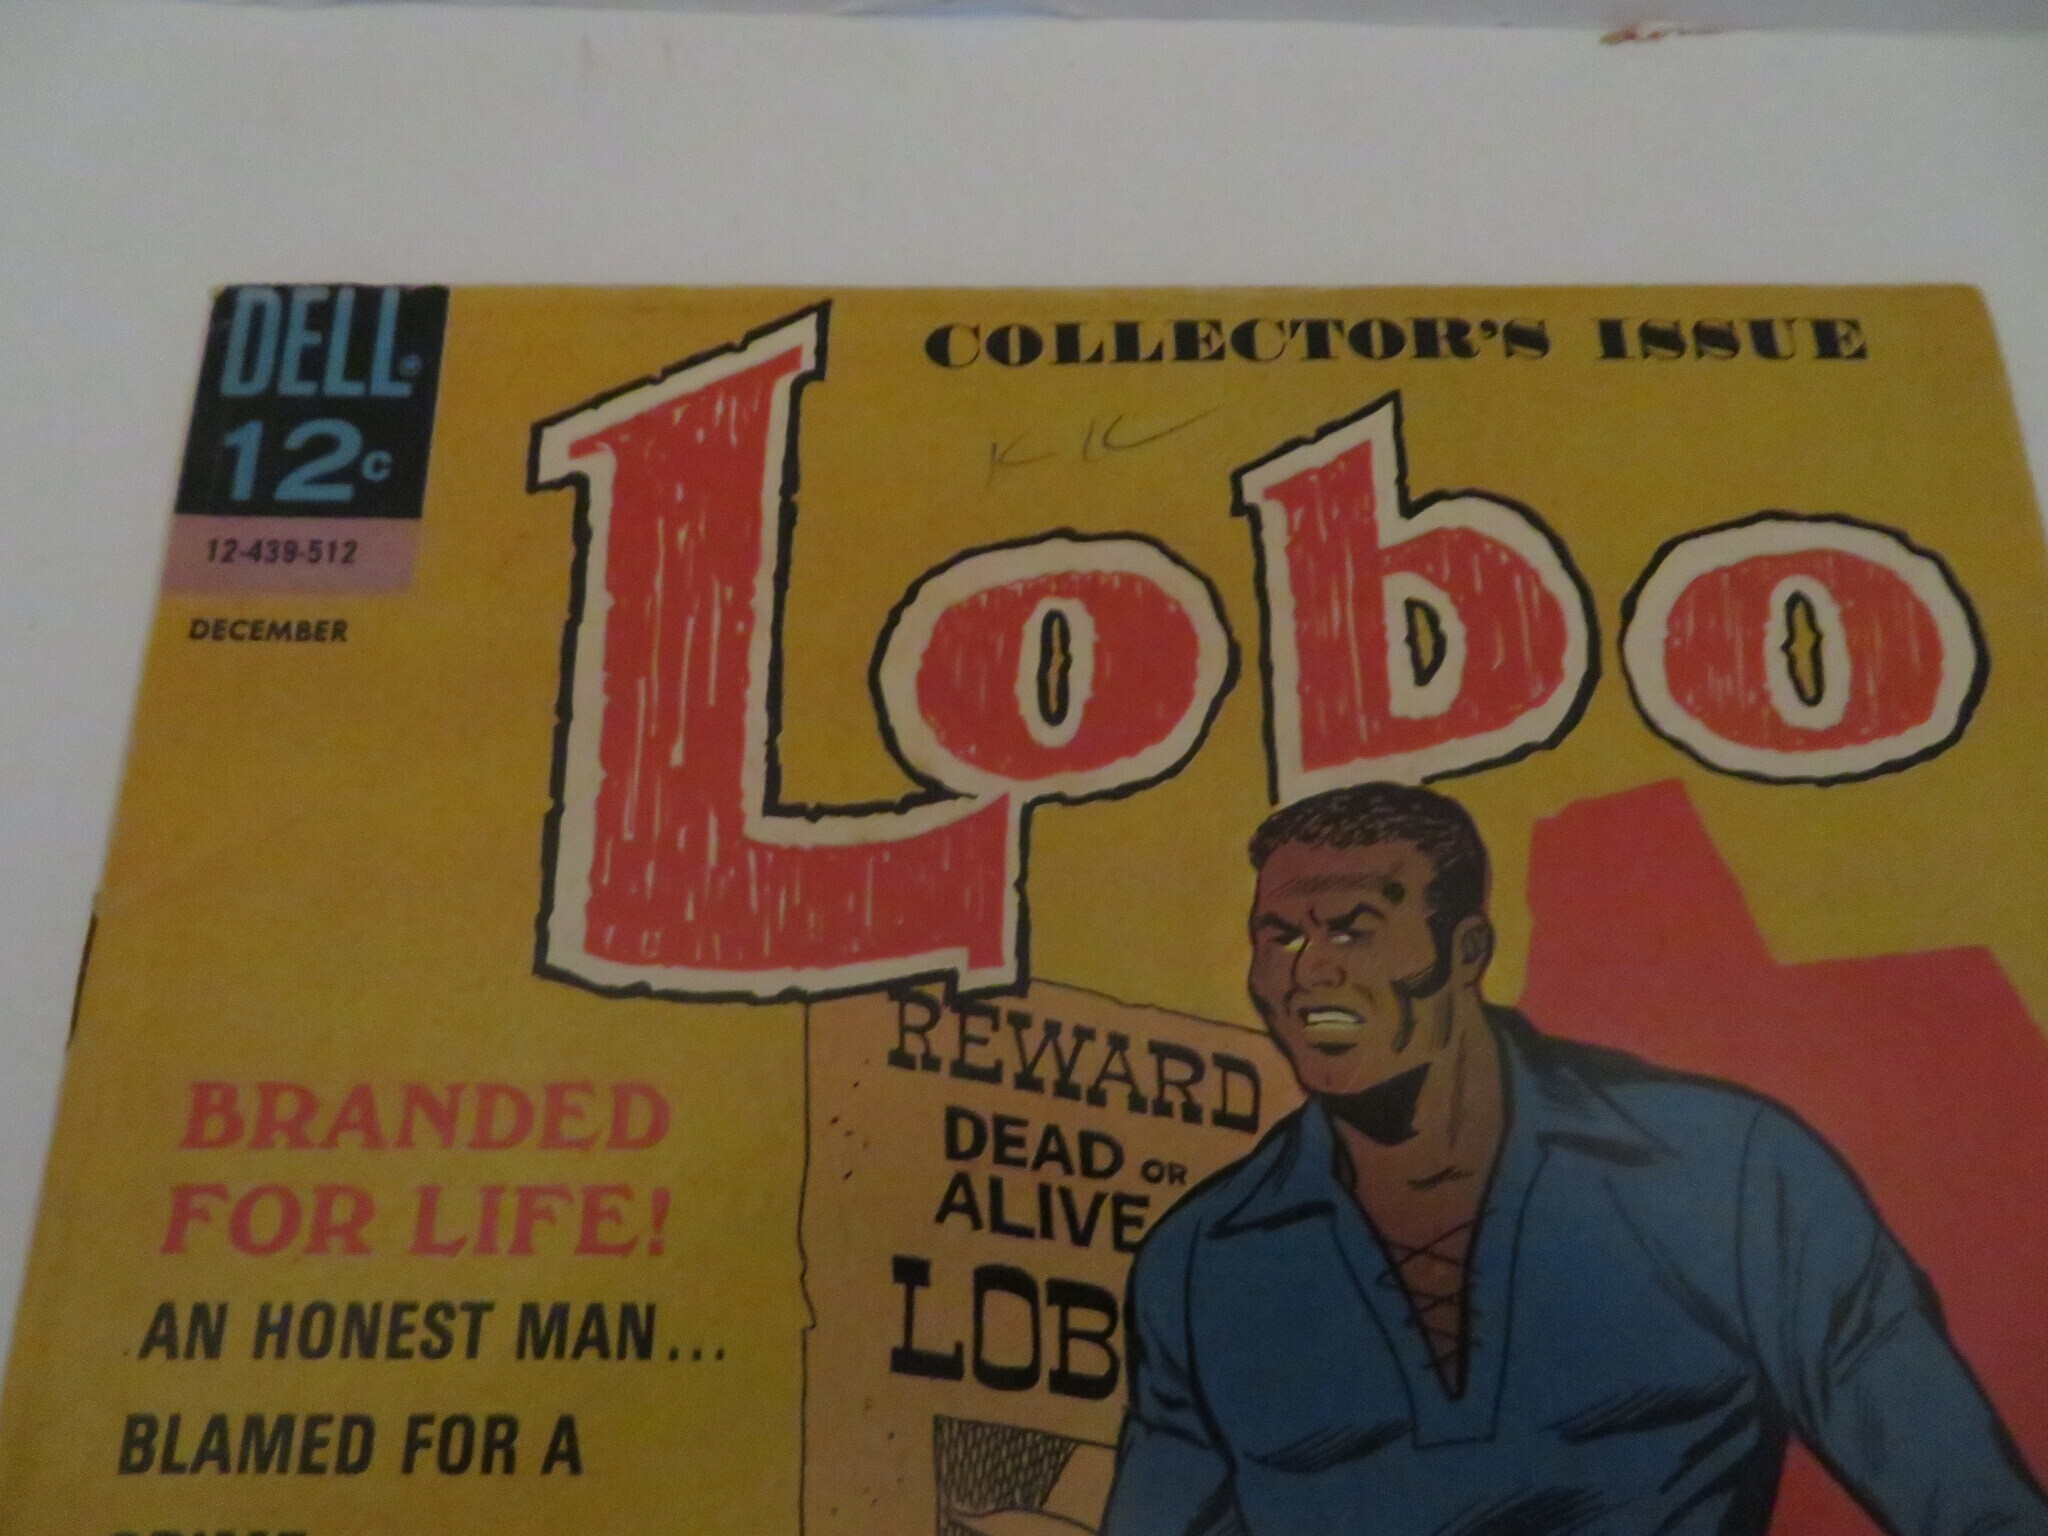 DELL®
12c
12-439-512
DECEMBER
COLLECTOR'S ISSUE
Lobo
REWARD
DEAD OR
ALIVE
LOB
BRANDED
FOR LIFE!
AN HONEST MAN...
BLAMED FOR A